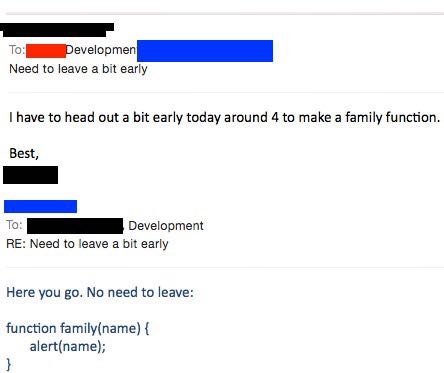 To: Development
Need to leave a bit early
I have to head out a bit early today around 4 to make a family function.
Best,
To: , Development
RE: Need to leave a bit early
Here you go. No need to leave:
function family(name) {
alert(name);
}